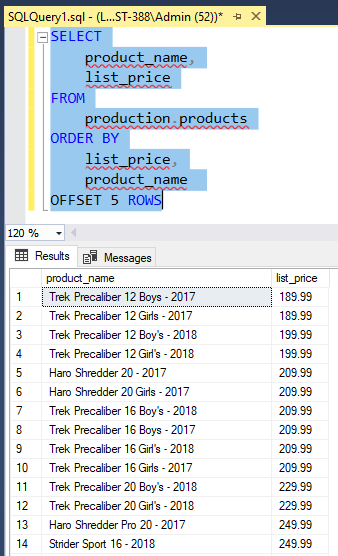 SQLQuery1.sql - (L...ST-388\Admin (52))*
SELECT
product_name,
list_price
FROM
production.products
ORDER BY
list_price,
product_name
OFFSET 5 ROWS
120 %
Results Messages
product_name list_price
1 Trek Precaliber 12 Boys - 2017 189.99
2 Trek Precaliber 12 Girls - 2017 189.99
3 Trek Precaliber 12 Boy's - 2018 199.99
4 Trek Precaliber 12 Girl's - 2018 199.99
5 Haro Shredder 20 - 2017 209.99
6 Haro Shredder 20 Girls - 2017 209.99
7 Trek Precaliber 16 Boy's - 2018 209.99
8 Trek Precaliber 16 Boys - 2017 209.99
9 Trek Precaliber 16 Girl's - 2018 209.99
10 Trek Precaliber 16 Girls - 2017 209.99
11 Trek Precaliber 20 Boy's - 2018 229.99
12 Trek Precaliber 20 Girl's - 2018 229.99
13 Haro Shredder Pro 20 - 2017 249.99
14 Strider Sport 16 - 2018 249.99